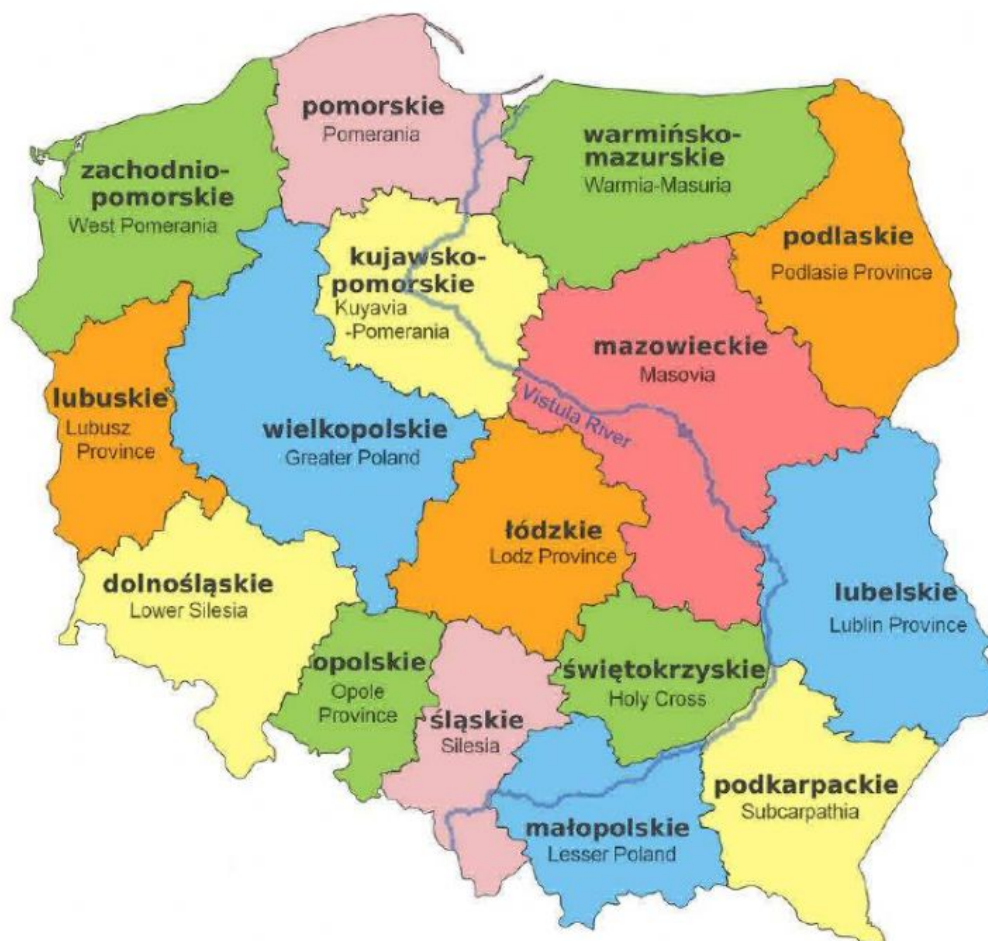 pomorskie
Pomerania
warmińsko-
mazurskie
Warmia-Masuria
zachodnio-
pomorskie
West Pomerania
podlaskie
Podlasie Province
kujawsko-
pomorskie
Kuyavia
-Pomerania
mazowieckie
Masovia
lubuskie
Lubusz
Province
wielkopolskie
Greater Poland
Vistula River
łódzkie
Lodz Province
dolnośląskie
Lower Silesia
lubelskie
Lublin Province
opolskie
Opole
Province
świętokrzyskie
Holy Cross
śląskie
Silesia
podkarpackie
Subcarpathia
małopolskie
Lesser Poland